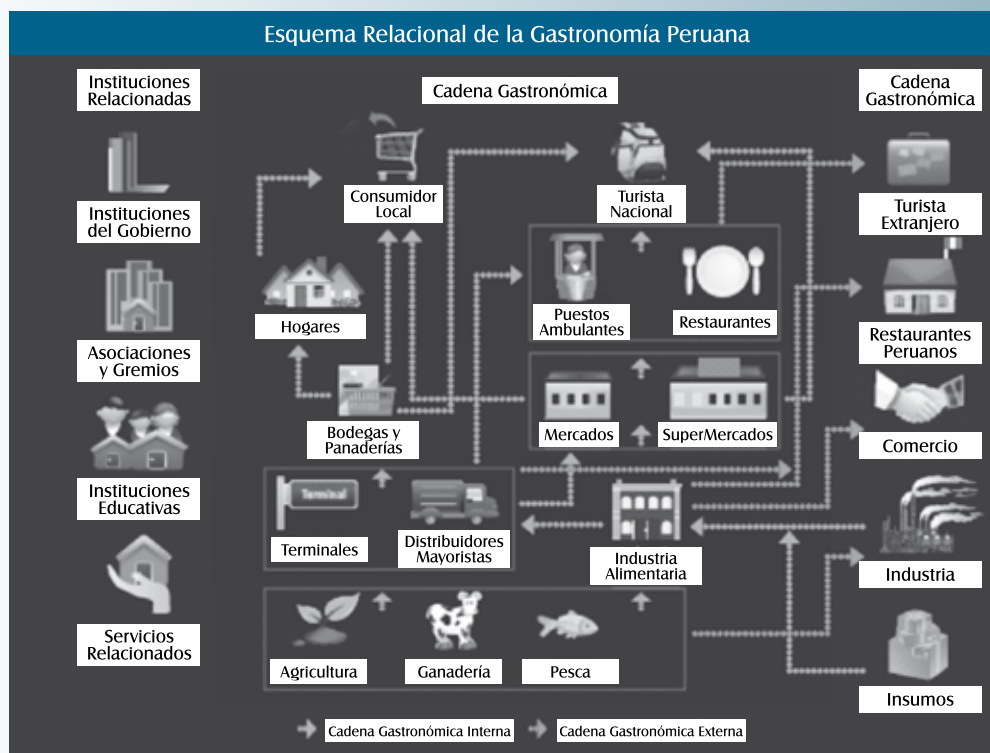 Esquema Relacional de la Gastronomía Peruana
Instituciones
Relacionadas
Instituciones
del Gobierno
Asociaciones
y Gremios
Instituciones
Educativas
Servicios
Relacionados
Cadena Gastronómica
Consumidor
Local
Turista
Nacional
Hogares
Puestos
Ambulantes
Restaurantes
Bodegas y
Panaderías
Mercados
SuperMercados
Terminal
Terminales
Distribuidores
Mayoristas
Industria
Alimentaria
Agricultura
Ganadería
Pesca
Cadena
Gastronómica
Turista
Extranjero
Restaurantes
Peruanos
Comercio
Industria
Insumos
Cadena Gastronómica Interna
Cadena Gastronómica Externa